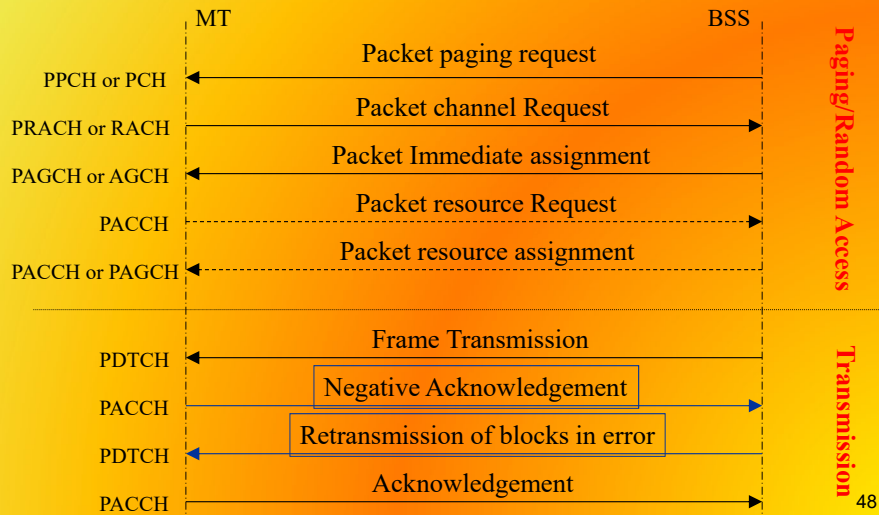 MT
BSS
Packet paging request
PPCH or PCH
Packet channel Request
PRACH or RACH
Packet Immediate assignment
PAGCH or AGCH
Packet resource Request
PACCH
Packet resource assignment
PACCH or PAGCH
Paging/Random Access
Frame Transmission
PDTCH
Negative Acknowledgement
PACCH
Retransmission of blocks in error
PDTCH
Acknowledgement
PACCH
Transmission
48